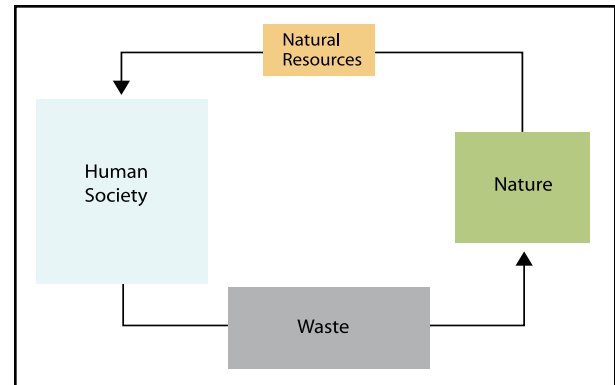 Natural
Resources
Human
Society
Nature
Waste